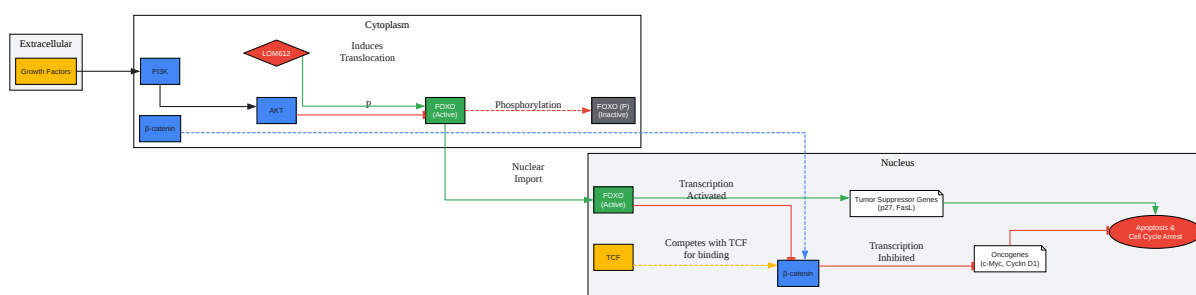 Cytoplasm
Extracellular
Growth Factors
PI3K
LOM612
Induces
Translocation
AKT
P
FOXO
(Active)
Phosphorylation
FOXO (P)
(Inactive)
β-catenin
Nuclear
Import
Nucleus
FOXO
(Active)
Transcription
Activated
Tumor Suppressor Genes
(p27, FasL)
Apoptosis &
Cell Cycle Arrest
TCF
Competes with TCF
for binding
β-catenin
Transcription
Inhibited
Oncogenes
(c-Myc, Cyclin D1)